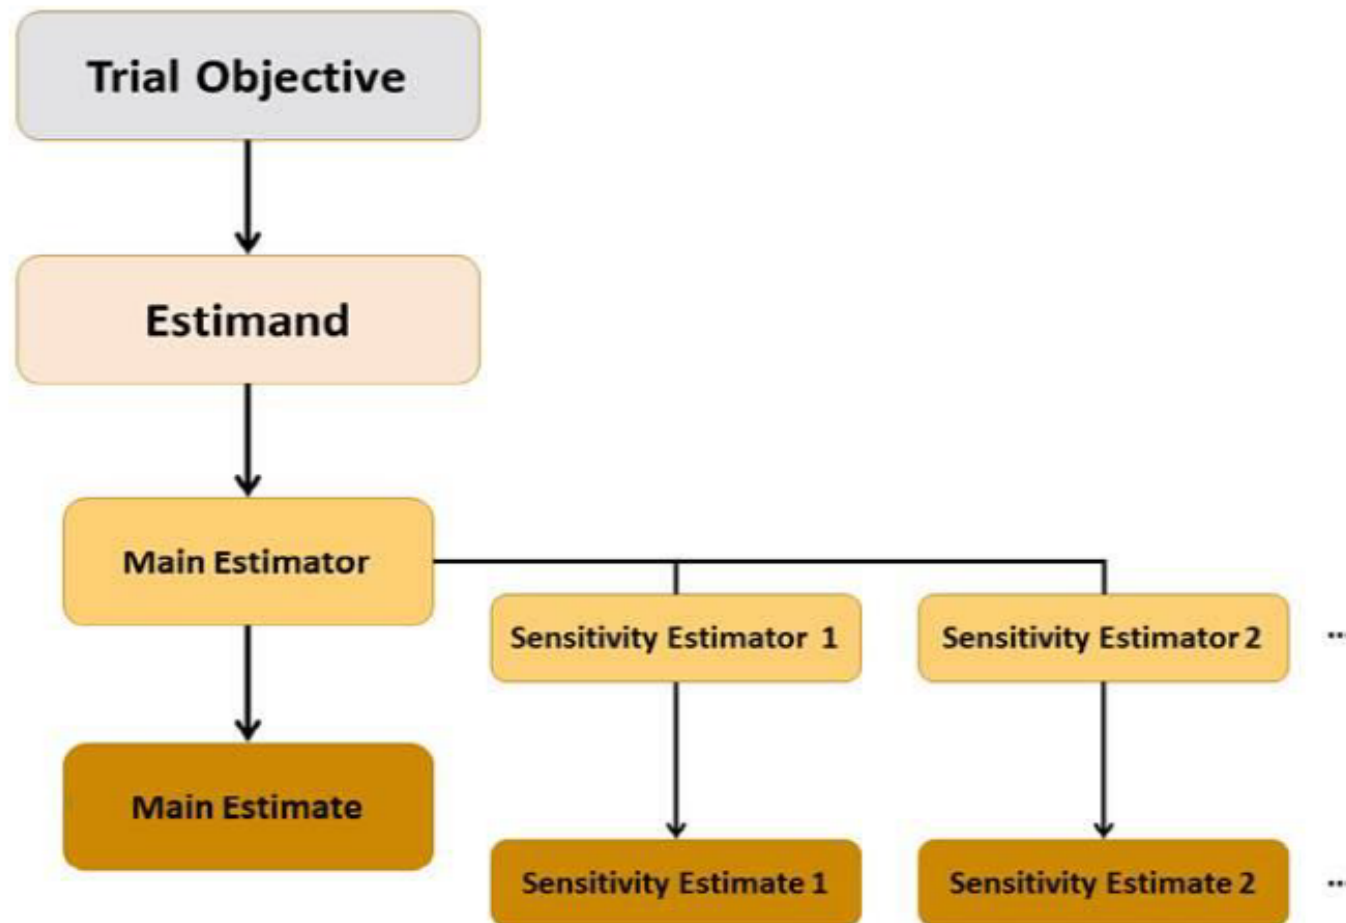 Trial Objective
Estimand
Main Estimator
Sensitivity Estimator 1
Sensitivity Estimator 2
...
Main Estimate
Sensitivity Estimate 1
Sensitivity Estimate 2
...